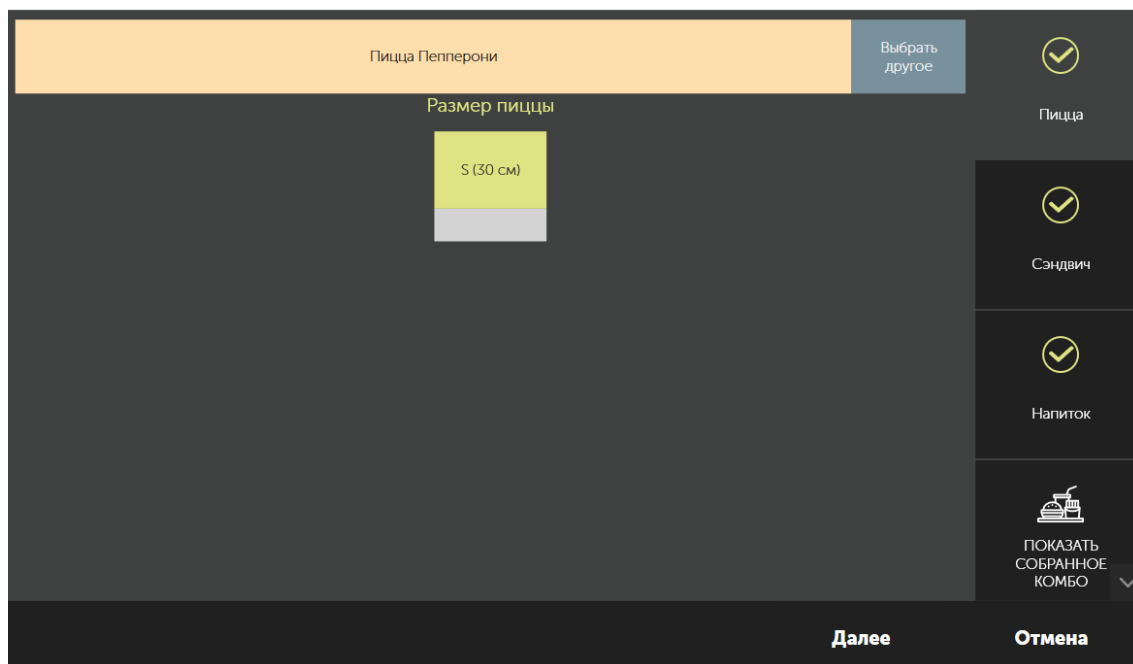 Пицца Пепперони
Выбрать
другое
Размер пиццы
S (30 см)
Пицца
Сэндвич
Напиток
ПОКАЗАТЬ
СОБРАННОЕ
КОМБО
Далее
Отмена